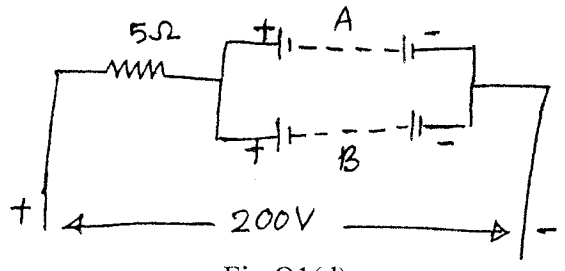 5Ω
+ A -
+ B -
+ 200V -
Fig Q1(d)